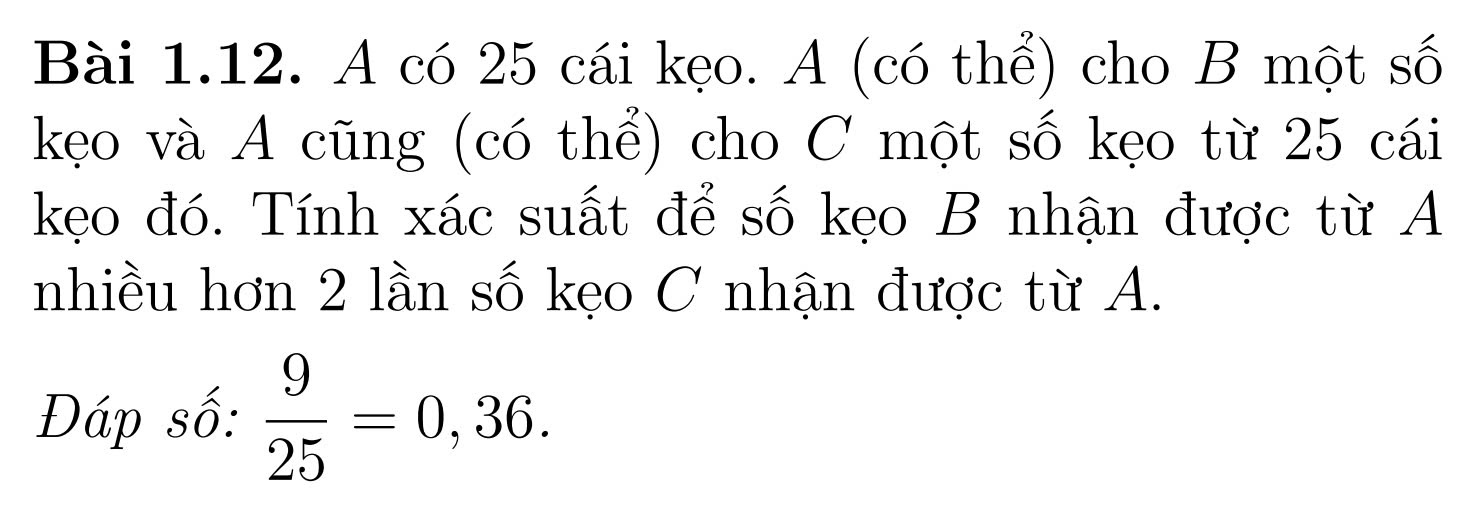 Bài 1.12. A có 25 cái kẹo. A (có thể) cho B một số
kẹo và A cũng (có thể) cho C một số kẹo từ 25 cái
kẹo đó. Tính xác suất để số kẹo B nhận được từ A
nhiều hơn 2 lần số kẹo C nhận được từ A.
Đáp số: 9/25 = 0, 36.